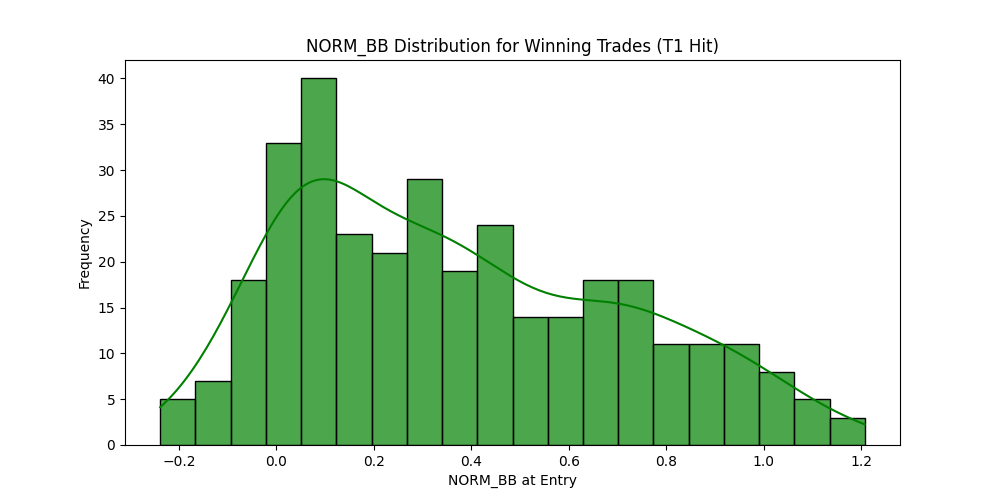 NORM_BB Distribution for Winning Trades (T1 Hit)
40
35
30
25
20
15
10
5
0
Frequency
−0.2 0.0 0.2 0.4 0.6 0.8 1.0 1.2
NORM_BB at Entry